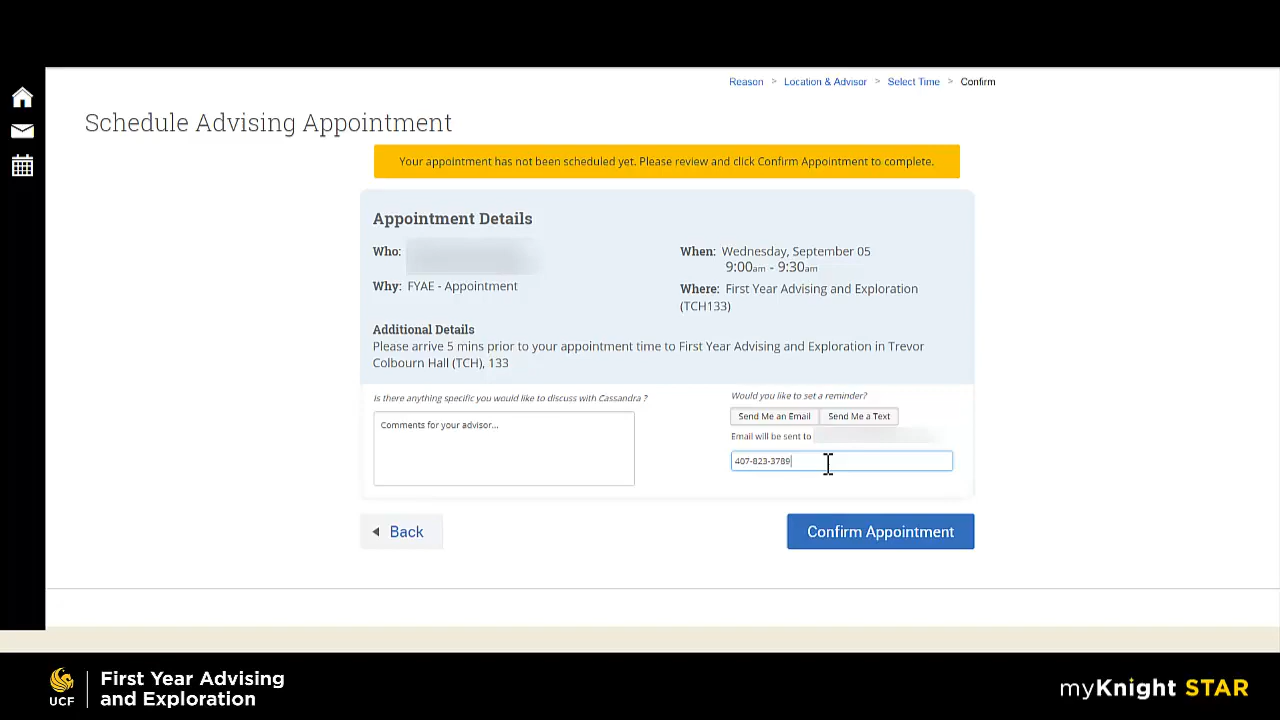 Reason > Location & Advisor > Select Time > Confirm
Schedule Advising Appointment
Your appointment has not been scheduled yet. Please review and click Confirm Appointment to complete.
Appointment Details
Who:
Why: FYAE - Appointment
When: Wednesday, September 05
9:00am - 9:30am
Where: First Year Advising and Exploration
(TCH133)
Additional Details
Please arrive 5 mins prior to your appointment time to First Year Advising and Exploration in Trevor
Colbourn Hall (TCH), 133
Is there anything specific you would like to discuss with Cassandra ?
Comments for your advisor...
Would you like to set a reminder?
Send Me an Email Send Me a Text
Email will be sent to
407-823-3789
Back
Confirm Appointment
UCF
First Year Advising
and Exploration
myKnight STAR